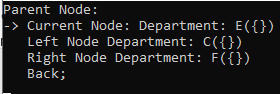 Parent Node:
-> Current Node: Department: E({})
Left Node Department: C({})
Right Node Department: F({})
Back;